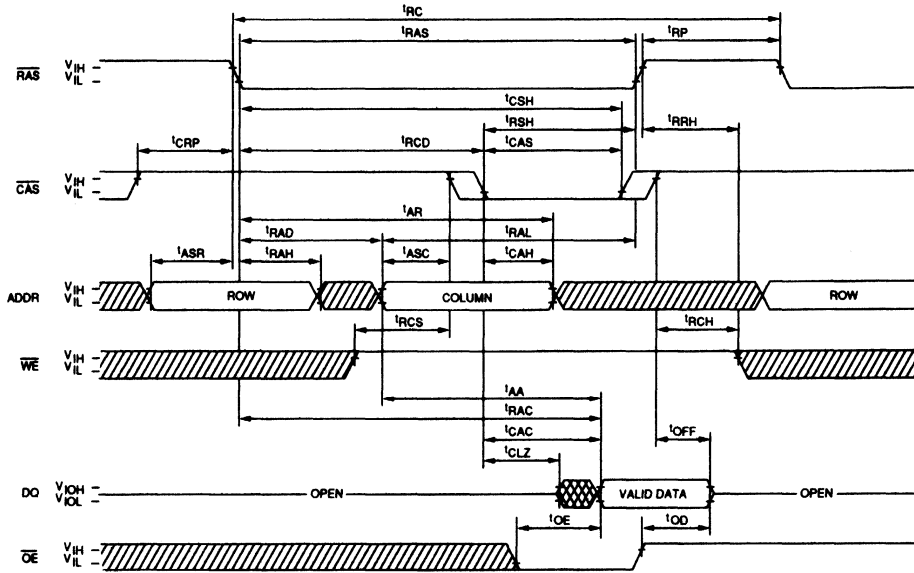 tRC
tRAS
tRP
RAS
VIH
VIL
tCSH
tRSH
tRRH
tCRP
tRCD
tCAS
CAS
VIH
VIL
tAR
tRAD
tRAL
tASR
tRAH
tASC
tCAH
ADDR
VIH
VIL
ROW
COLUMN
ROW
tRCS
tRCH
WE
VIH
VIL
tAA
tRAC
tCAC
tOFF
tCLZ
DQ
VIOH
VIOL
OPEN
VALID DATA
OPEN
tOE
tOD
OE
VIH
VIL